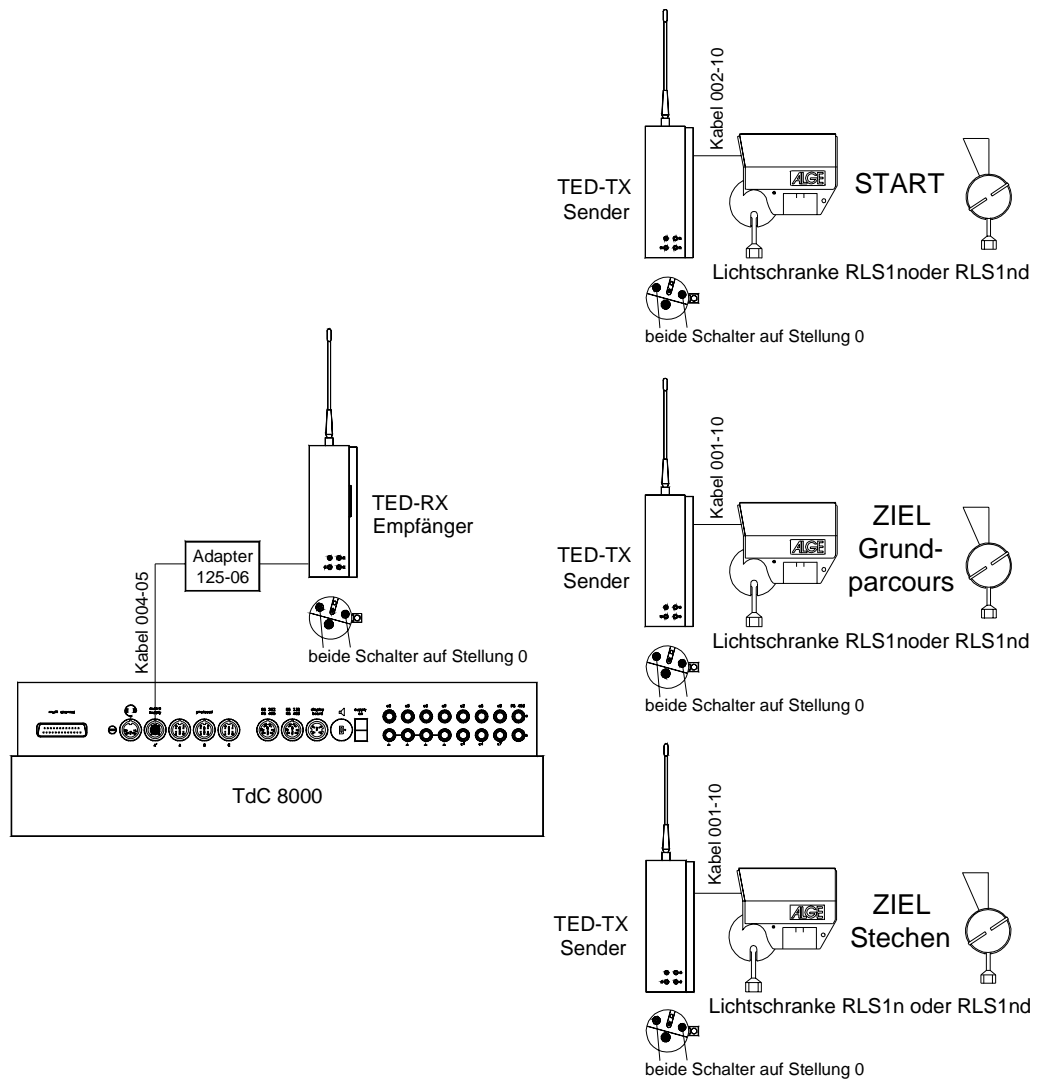 Kabel 002-10
TED-TX
Sender
ALGE
START
Lichtschranke RLS1noder RLS1nd
beide Schalter auf Stellung 0
Kabel 001-10
TED-TX
Sender
ALGE
ZIEL
Grund-
parcours
Lichtschranke RLS1noder RLS1nd
beide Schalter auf Stellung 0
TED-RX
Empfänger
Adapter
125-06
Kabel 004-05
beide Schalter auf Stellung 0
TdC 8000
Kabel 001-10
TED-TX
Sender
ALGE
ZIEL
Stechen
Lichtschranke RLS1n oder RLS1nd
beide Schalter auf Stellung 0